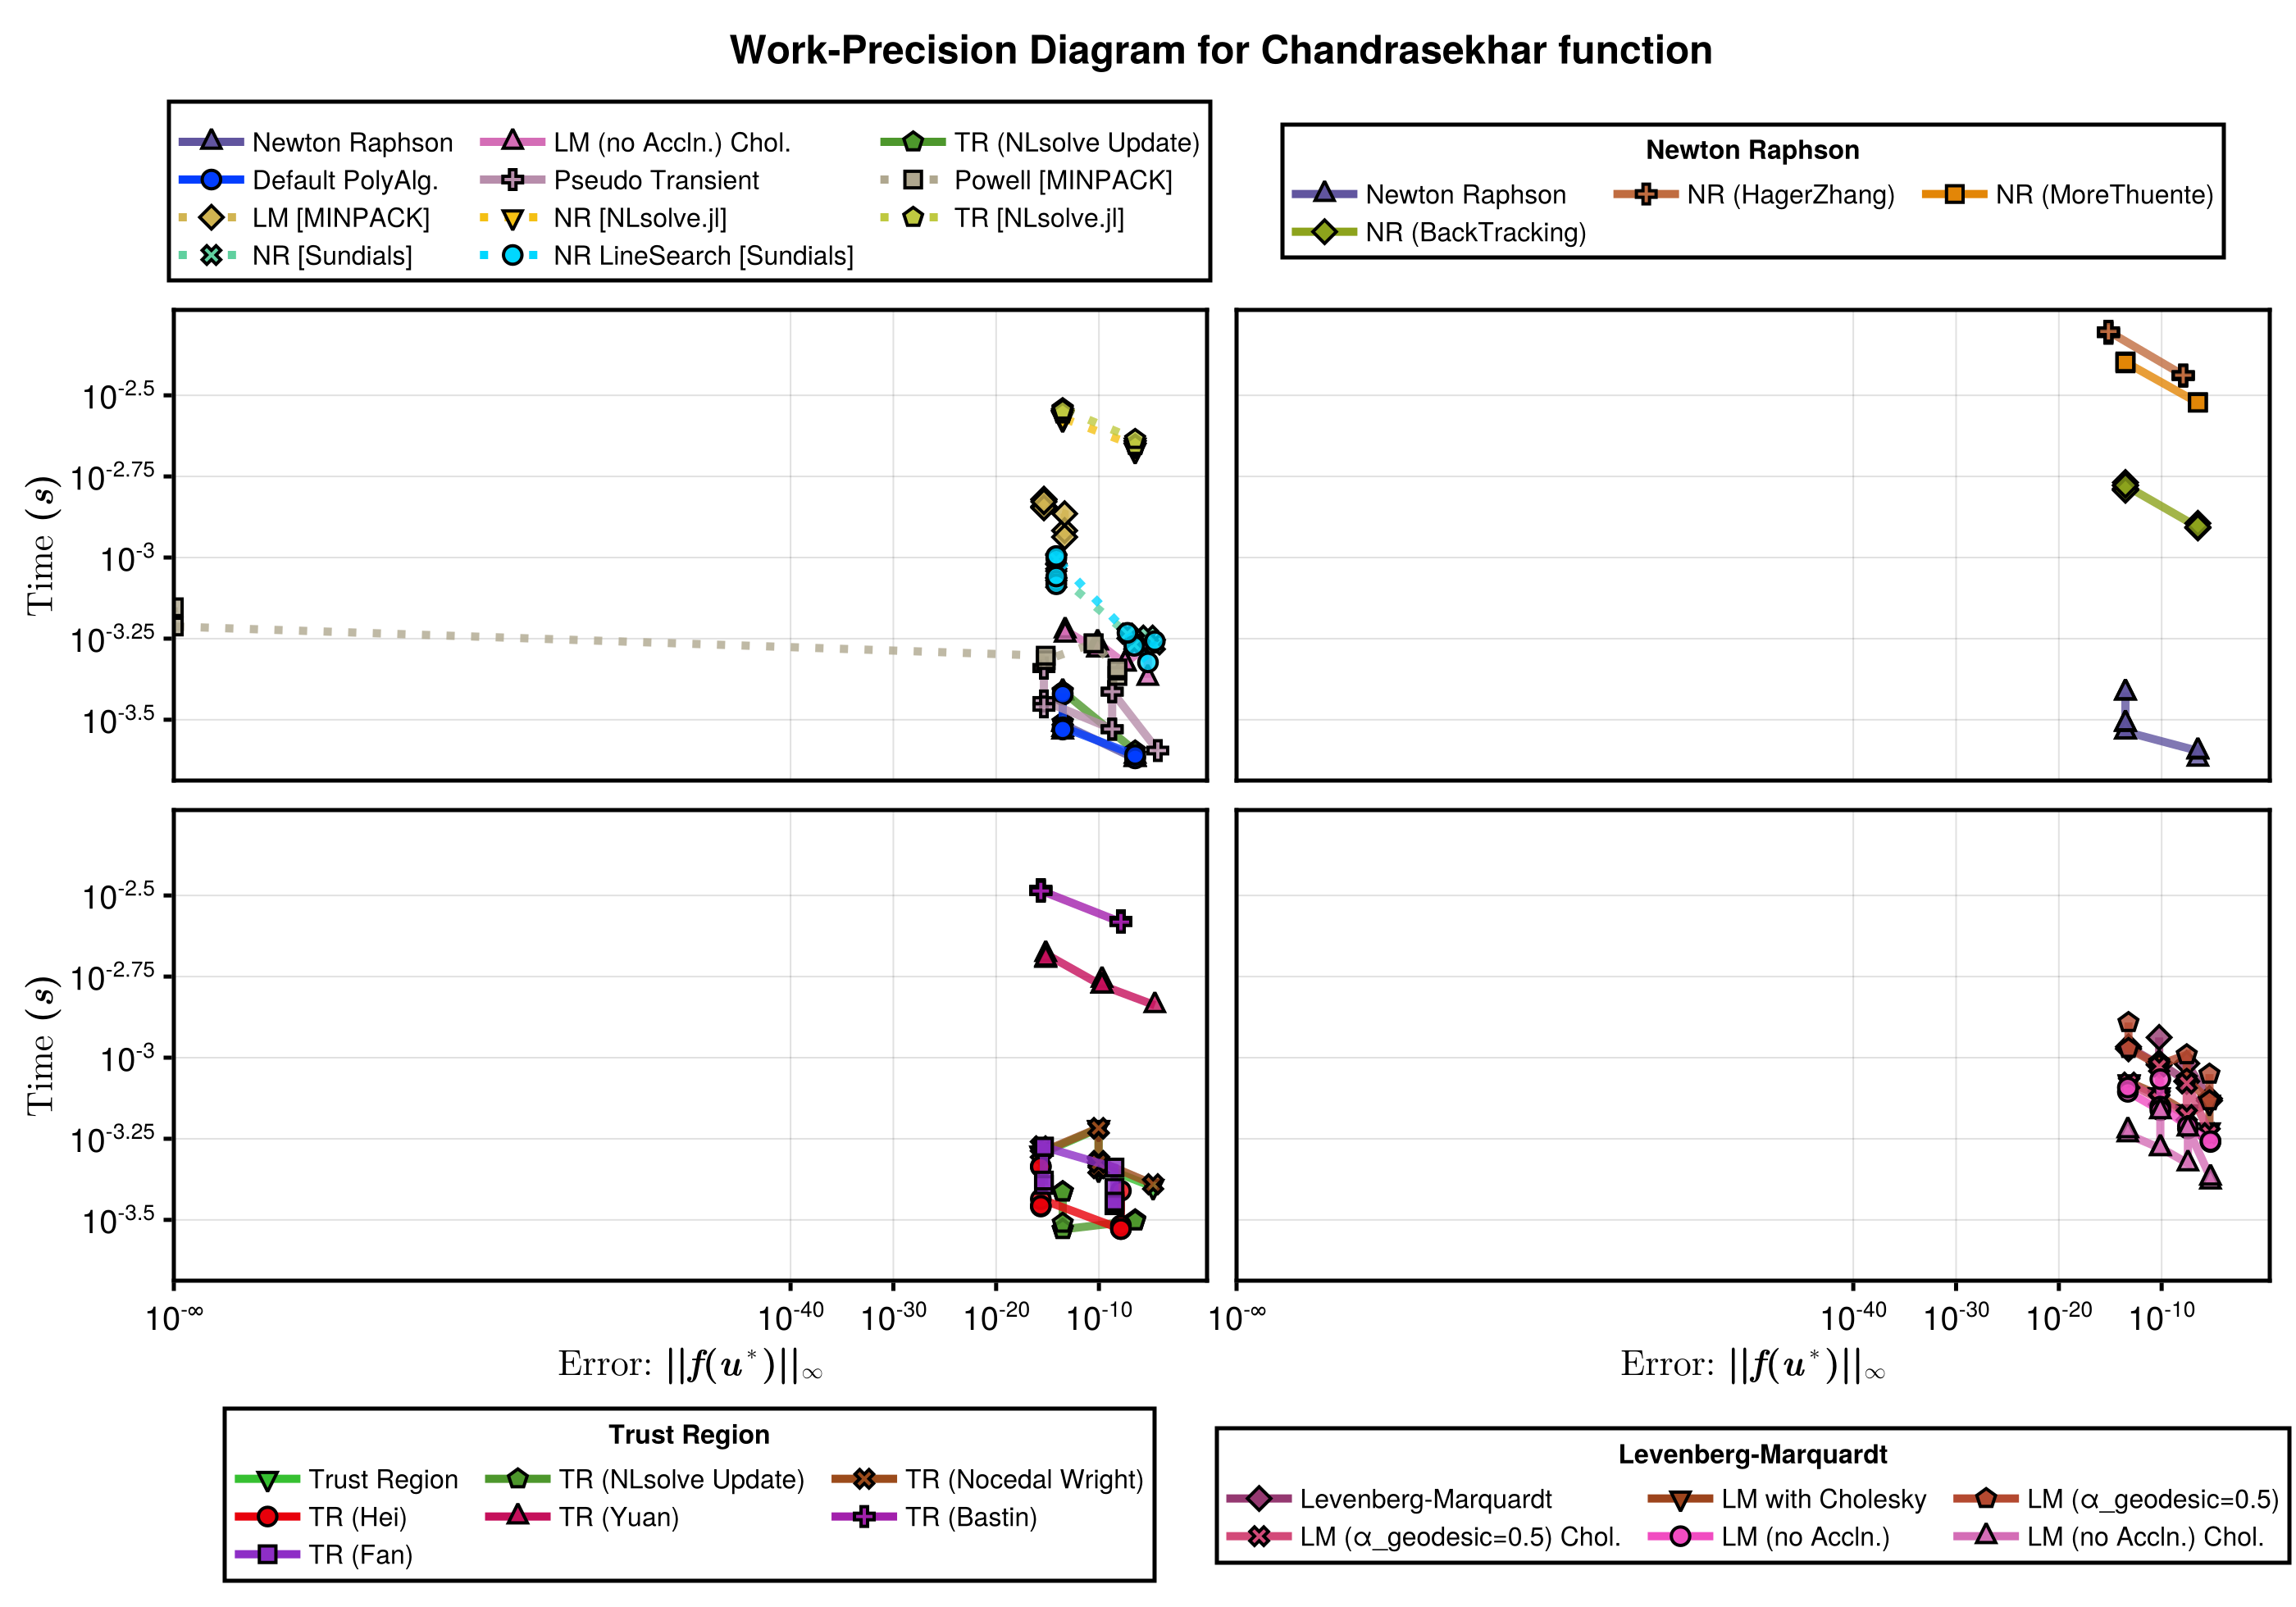 Work-Precision Diagram for Chandrasekhar function
Newton Raphson LM (no Accln.) Chol. TR (NLsolve Update)
Default PolyAlg. Pseudo Transient Powell [MINPACK]
LM [MINPACK] NR [NLsolve.jl] TR [NLsolve.jl]
NR [Sundials] NR LineSearch [Sundials]
Newton Raphson
Newton Raphson NR (HagerZhang) NR (MoreThuente)
NR (BackTracking)
Time (s)
10^-2.5
10^-2.75
10^-3
10^-3.25
10^-3.5
Time (s)
10^-2.5
10^-2.75
10^-3
10^-3.25
10^-3.5
10^-∞ 10^-40 10^-30 10^-20 10^-10
10^-∞ 10^-40 10^-30 10^-20 10^-10
Error: ||f(u*)||∞
Error: ||f(u*)||∞
Trust Region
Trust Region TR (NLsolve Update) TR (Nocedal Wright)
TR (Hei) TR (Yuan) TR (Bastin)
TR (Fan)
Levenberg-Marquardt
Levenberg-Marquardt LM with Cholesky LM (α_geodesic=0.5)
LM (α_geodesic=0.5) Chol. LM (no Accln.) LM (no Accln.) Chol.